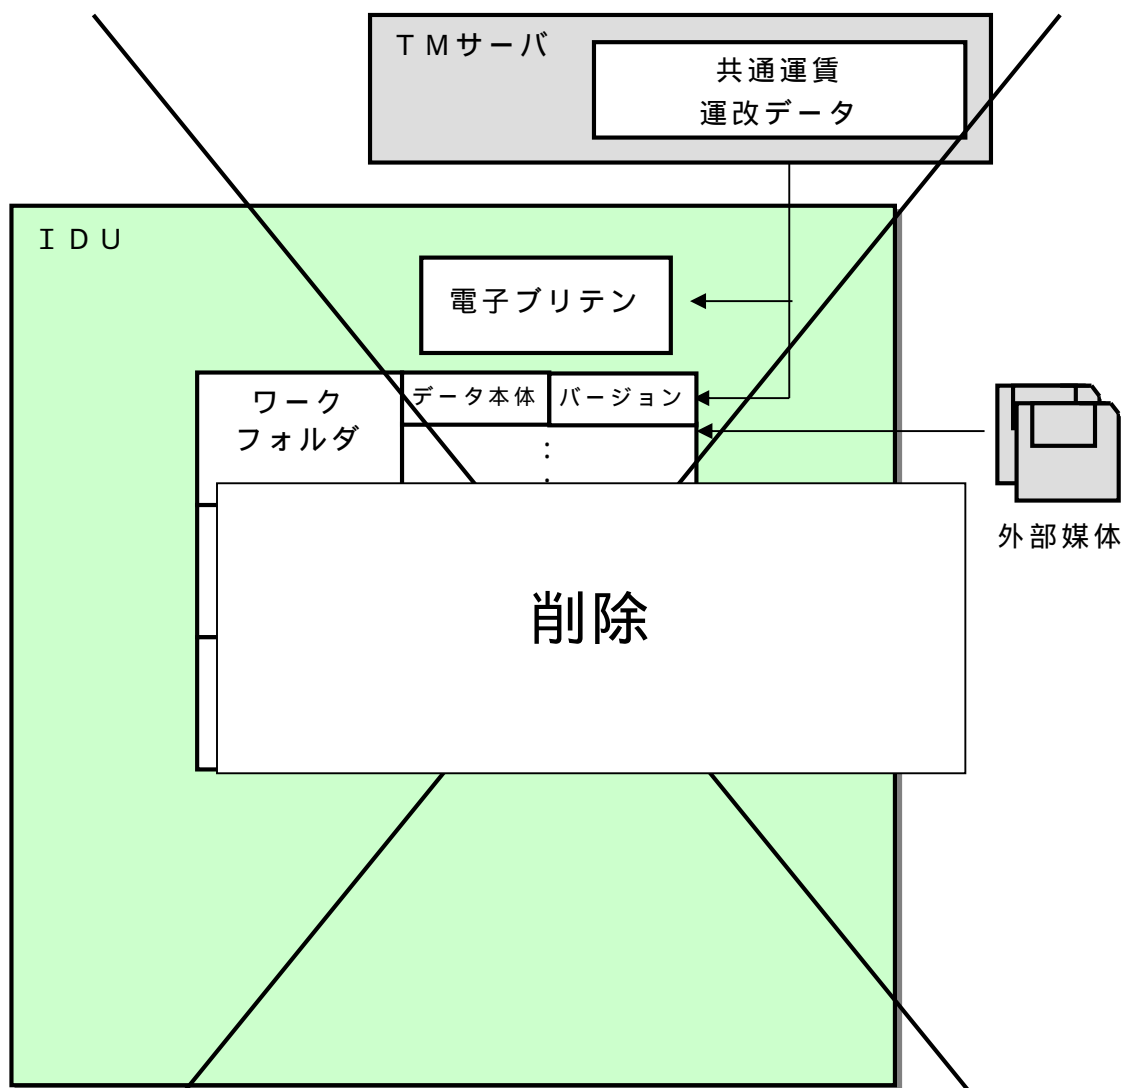 TMサーバ
共通運賃
運改データ
IDU
電子ブリテン
ワーク
フォルダ
データ本体
バージョン
：
外部媒体
削除